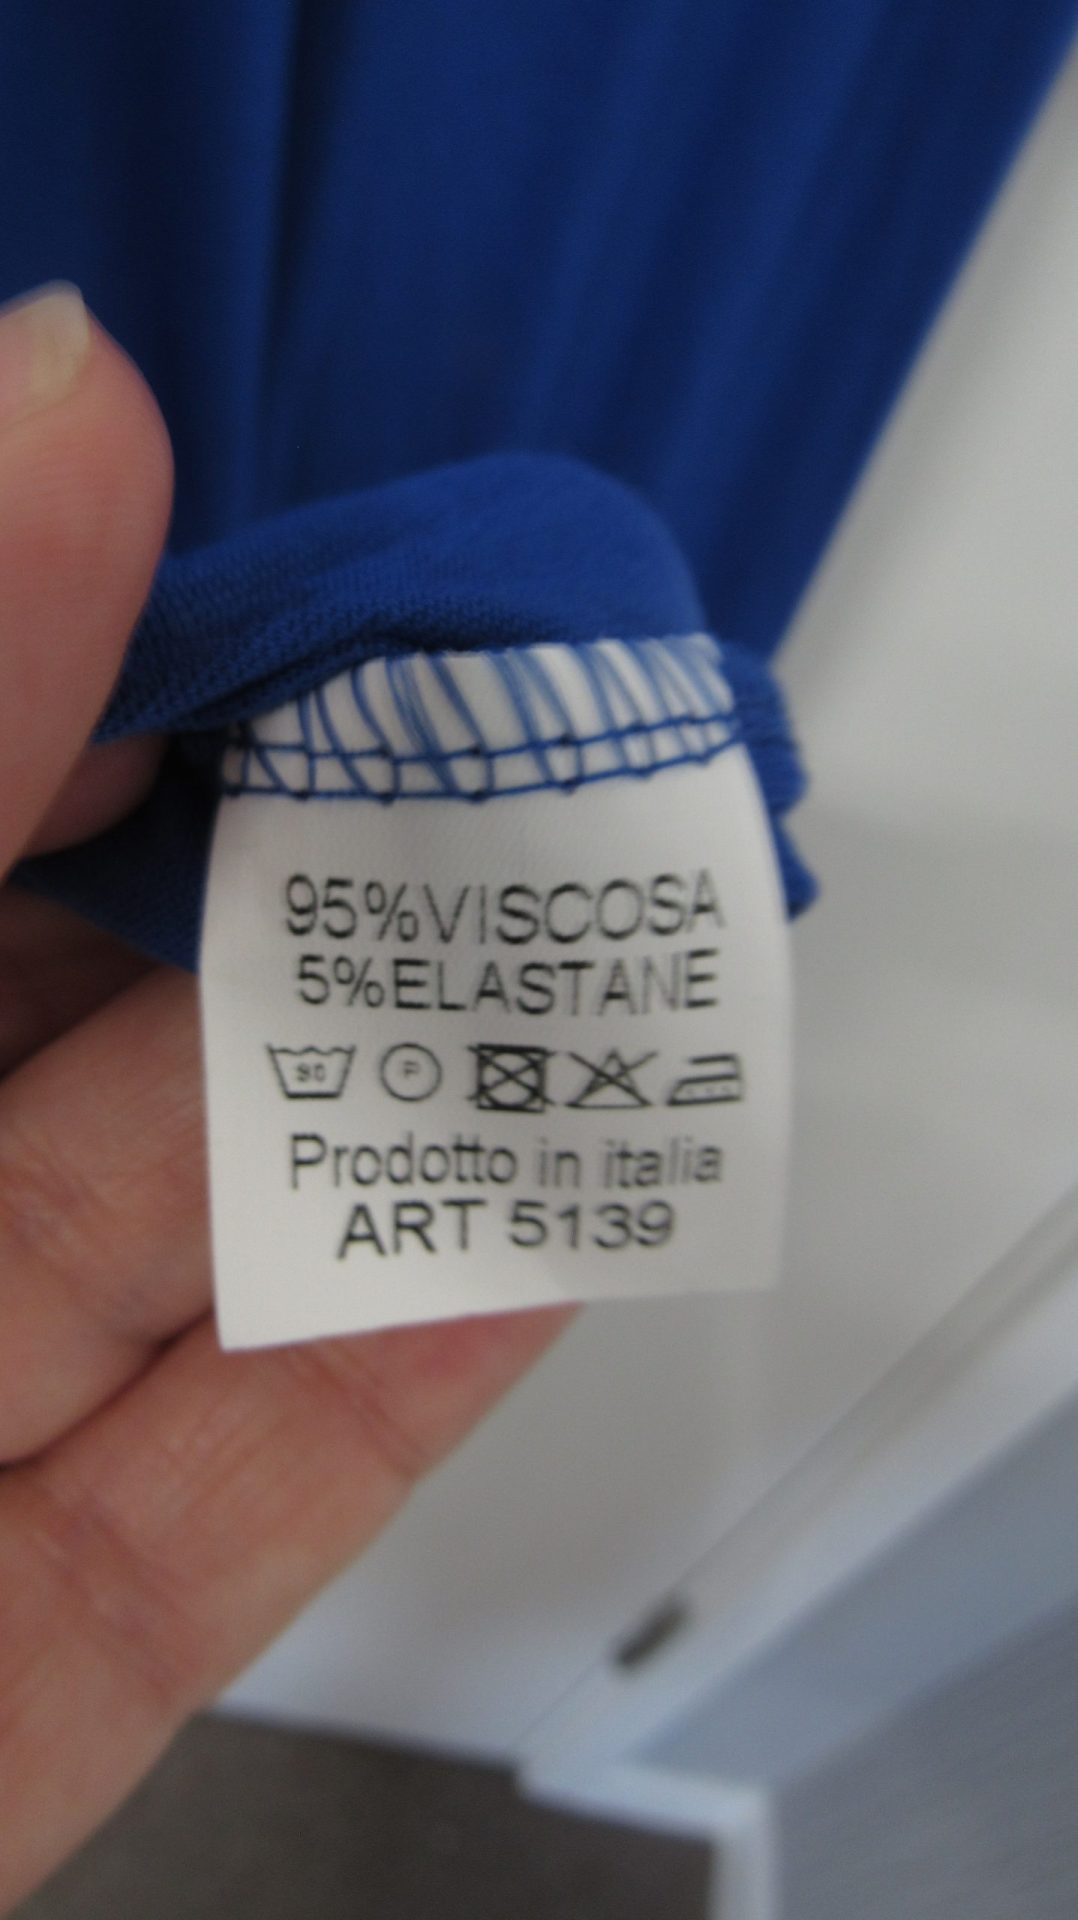 95%VISCOSA
5%ELASTANE
P
Prodotto in italia
ART 5139